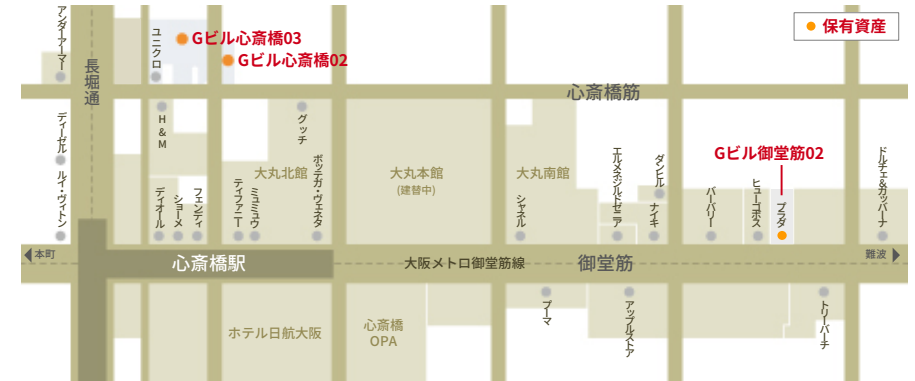 アンダーアーマー
長堀通
ユニクロ
Gビル心斎橋03
Gビル心斎橋02
保有資産
心斎橋筋
ディーゼル
H&M
グッチ
ルイ・ヴィトン
ディオール
ショーメ
フェンディ
ティファニー
ミュミュウ
大丸北館
ボッテガ・ヴェネタ
大丸本館
(建替中)
大丸南館
シャネル
エルメネジルドゼニア
ダンヒル
ナイキ
バーバリー
Gビル御堂筋02
ヒューゴボス
プラダ
ドルチェ&ガッバーナ
本町
心斎橋駅
大阪メトロ御堂筋線
御堂筋
難波
ホテル日航大阪
心斎橋
OPA
プーマ
アップルストア
トリーバーチ